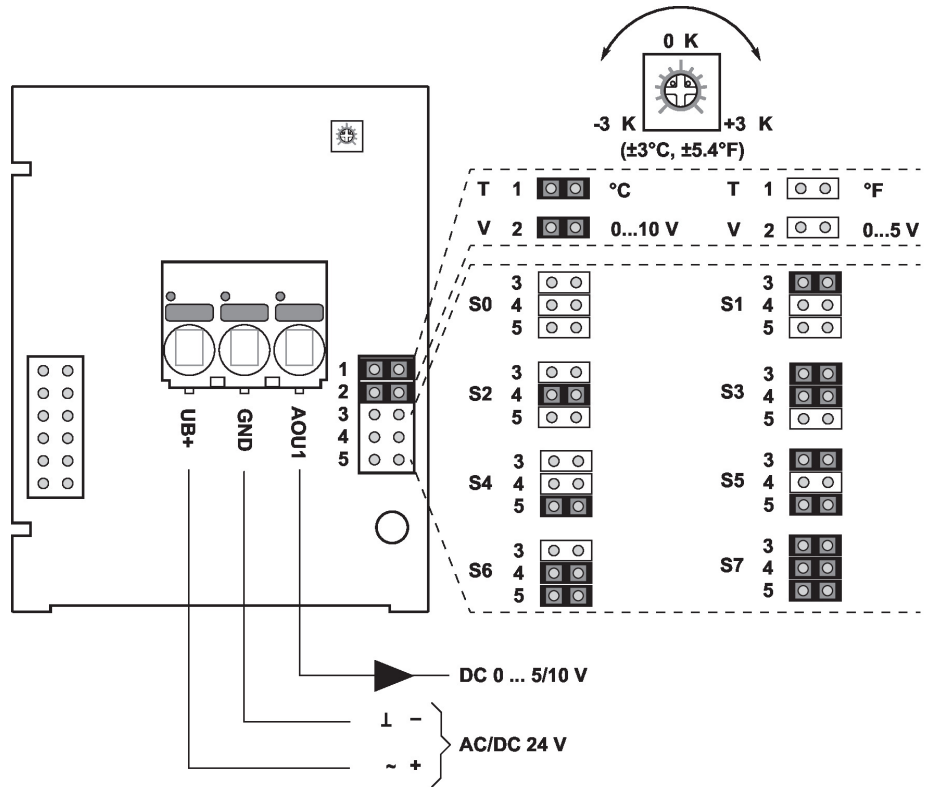 0 K
-3 K
+3 K
(±3°C, ±5.4°F)
T 1 °C
T 1 °F
V 2 0...10 V
V 2 0...5 V
S0 3 4 5
S1 3 4 5
S2 3 4 5
S3 3 4 5
S4 3 4 5
S5 3 4 5
S6 3 4 5
S7 3 4 5
1
2
3
4
5
UB+
GND
AOU1
DC 0 ... 5/10 V
⊥ −
~ +
AC/DC 24 V